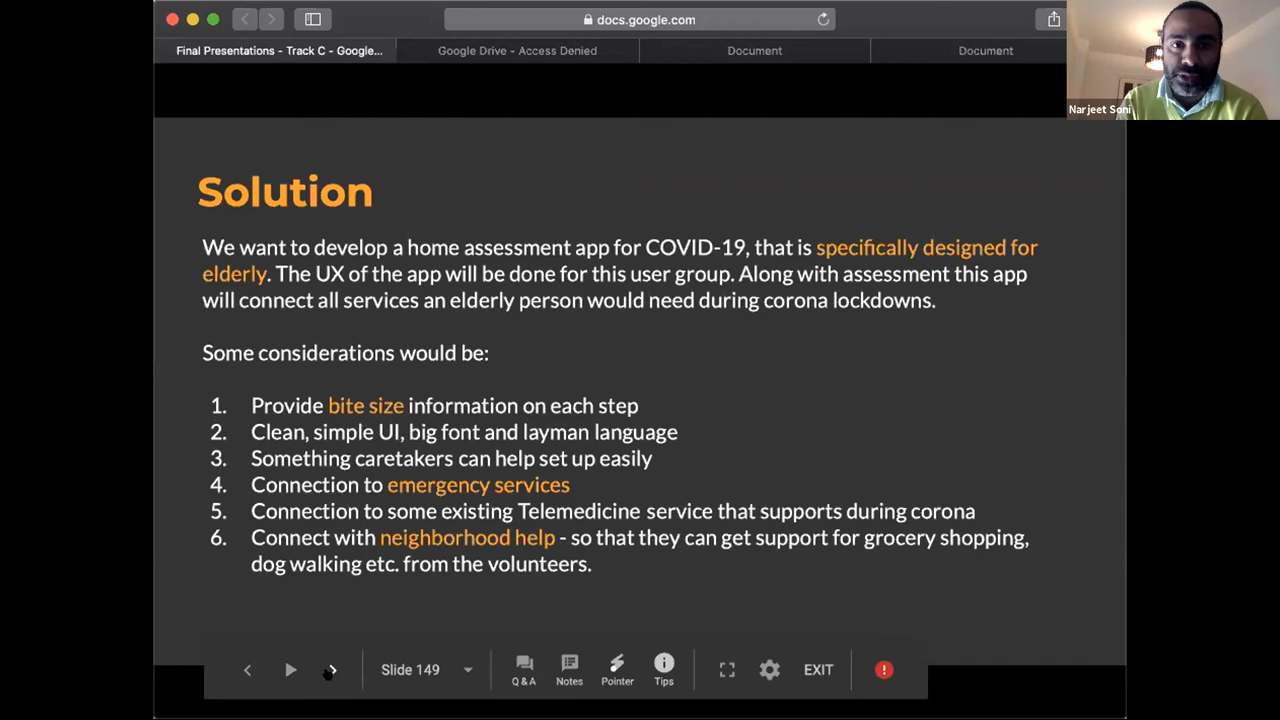 docs.google.com
Final Presentations - Track C - Google...
Google Drive - Access Denied
Document
Document
Narjeet Soni
Solution
We want to develop a home assessment app for COVID-19, that is specifically designed for
elderly. The UX of the app will be done for this user group. Along with assessment this app
will connect all services an elderly person would need during corona lockdowns.
Some considerations would be:
1. Provide bite size information on each step
2. Clean, simple UI, big font and layman language
3. Something caretakers can help set up easily
4. Connection to emergency services
5. Connection to some existing Telemedicine service that supports during corona
6. Connect with neighborhood help - so that they can get support for grocery shopping,
dog walking etc. from the volunteers.
Slide 149
Q & A
Notes
Pointer
Tips
EXIT